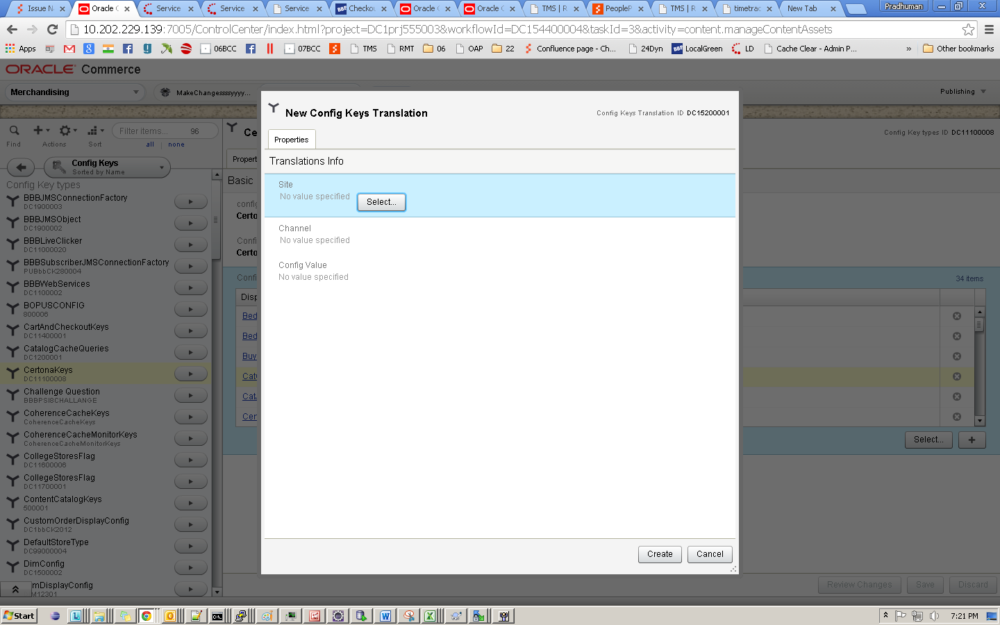 Issue N
Oracle C
Service
Service
Service
Checkou
Oracle C
Oracle C
TMS | R
PeopleP
TMS | R
timetrac
New Tab
Pradhuman
10.202.229.139:7005/ControlCenter/index.html?project=DC1prj555003&workflowId=DC154400004&taskId=3&activity=content.manageContentAssets
Apps
06BCC
07BCC
TMS
RMT
06
OAP
22
Confluence page - Ch...
24Dyn
LocalGreen
LD
Cache Clear - Admin P...
»
Other bookmarks
ORACLE Commerce
Merchandising
MakeChangessssyyyy...
Publishing
Find
Actions
Sort
Filter items...
96
all | none
Config Keys
Sorted by Name
Config Key types
BBBJMSConnectionFactory
DC1900003
BBBJMSObject
DC1900002
BBBLiveClicker
DC11000020
BBBSubscriberJMSConnectionFactory
PUBbbCK280004
BBBWebServices
DC1100002
BOPUSCONFIG
800006
CartAndCheckoutKeys
DC11400001
CatalogCacheQueries
DC1200001
CertonaKeys
DC11100008
Challenge Question
BBBPSI8CHALLANGE
CoherenceCacheKeys
CoherenceCacheKeys
CoherenceCacheMonitorKeys
CoherenceCacheMonitorKeys
CollegeStoresFlag
DC11600006
CollegeStoresFlag
DC11700001
ContentCatalogKeys
500001
CustomOrderDisplayConfig
DC1bbCK2012
DefaultStoreType
DC99000004
DimConfig
DC1500002
mDisplayConfig
M12301
Ce
Config Key types ID DC11100008
Propert
Basic
config
Certo
Config
Certo
Config
34 items
Disp
Bed
Bed
Buy
Cat
Cata
Cer
Select...
+
Review Changes
Save
Discard
New Config Keys Translation
Config Keys Translation ID DC15200001
Properties
Translations Info
Site
No value specified
Select...
Channel
No value specified
Config Value
No value specified
Create
Cancel
Start
7:21 PM